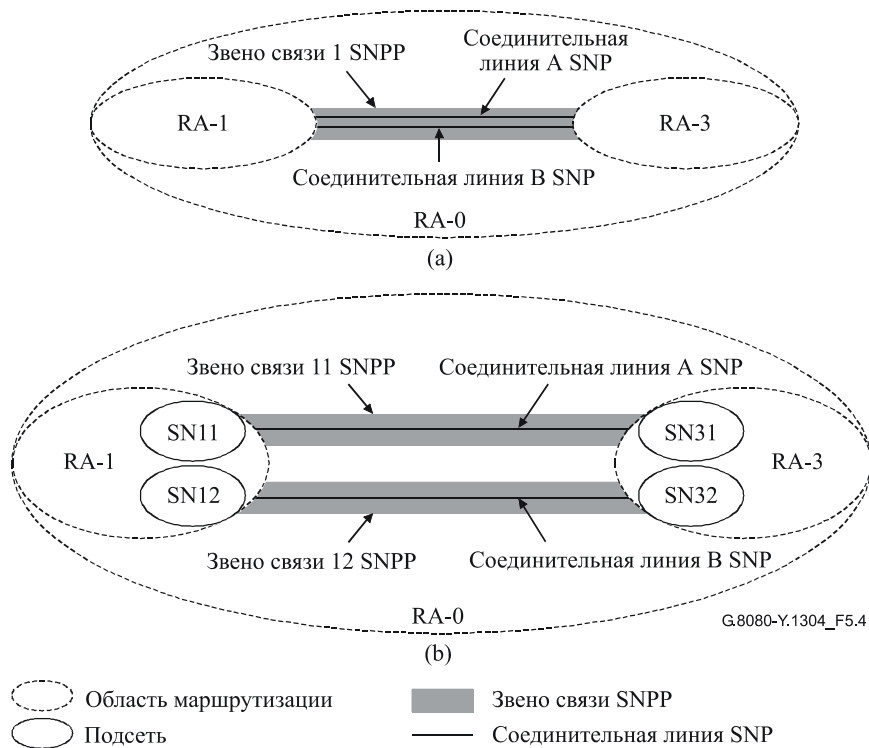 Соединительная
Звено связи 1 SNPP
линия A SNP
RA-1
RA-3
Соединительная линия B SNP
RA-0
(a)
Звено связи 11 SNPP
Соединительная линия A SNP
SN11
SN31
RA-1
RA-3
SN12
SN32
Звено связи 12 SNPP
Соединительная линия B SNP
RA-0
G.8080-Y.1304_F5.4
(b)
Область маршрутизации
Звено связи SNPP
Подсеть
Соединительная линия SNP